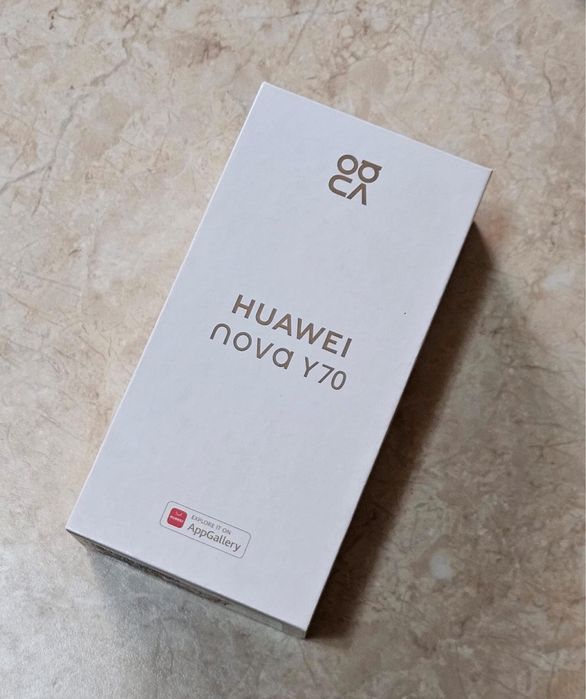 HUAWEI
nova Y70
EXPLORE IT ON
AppGallery